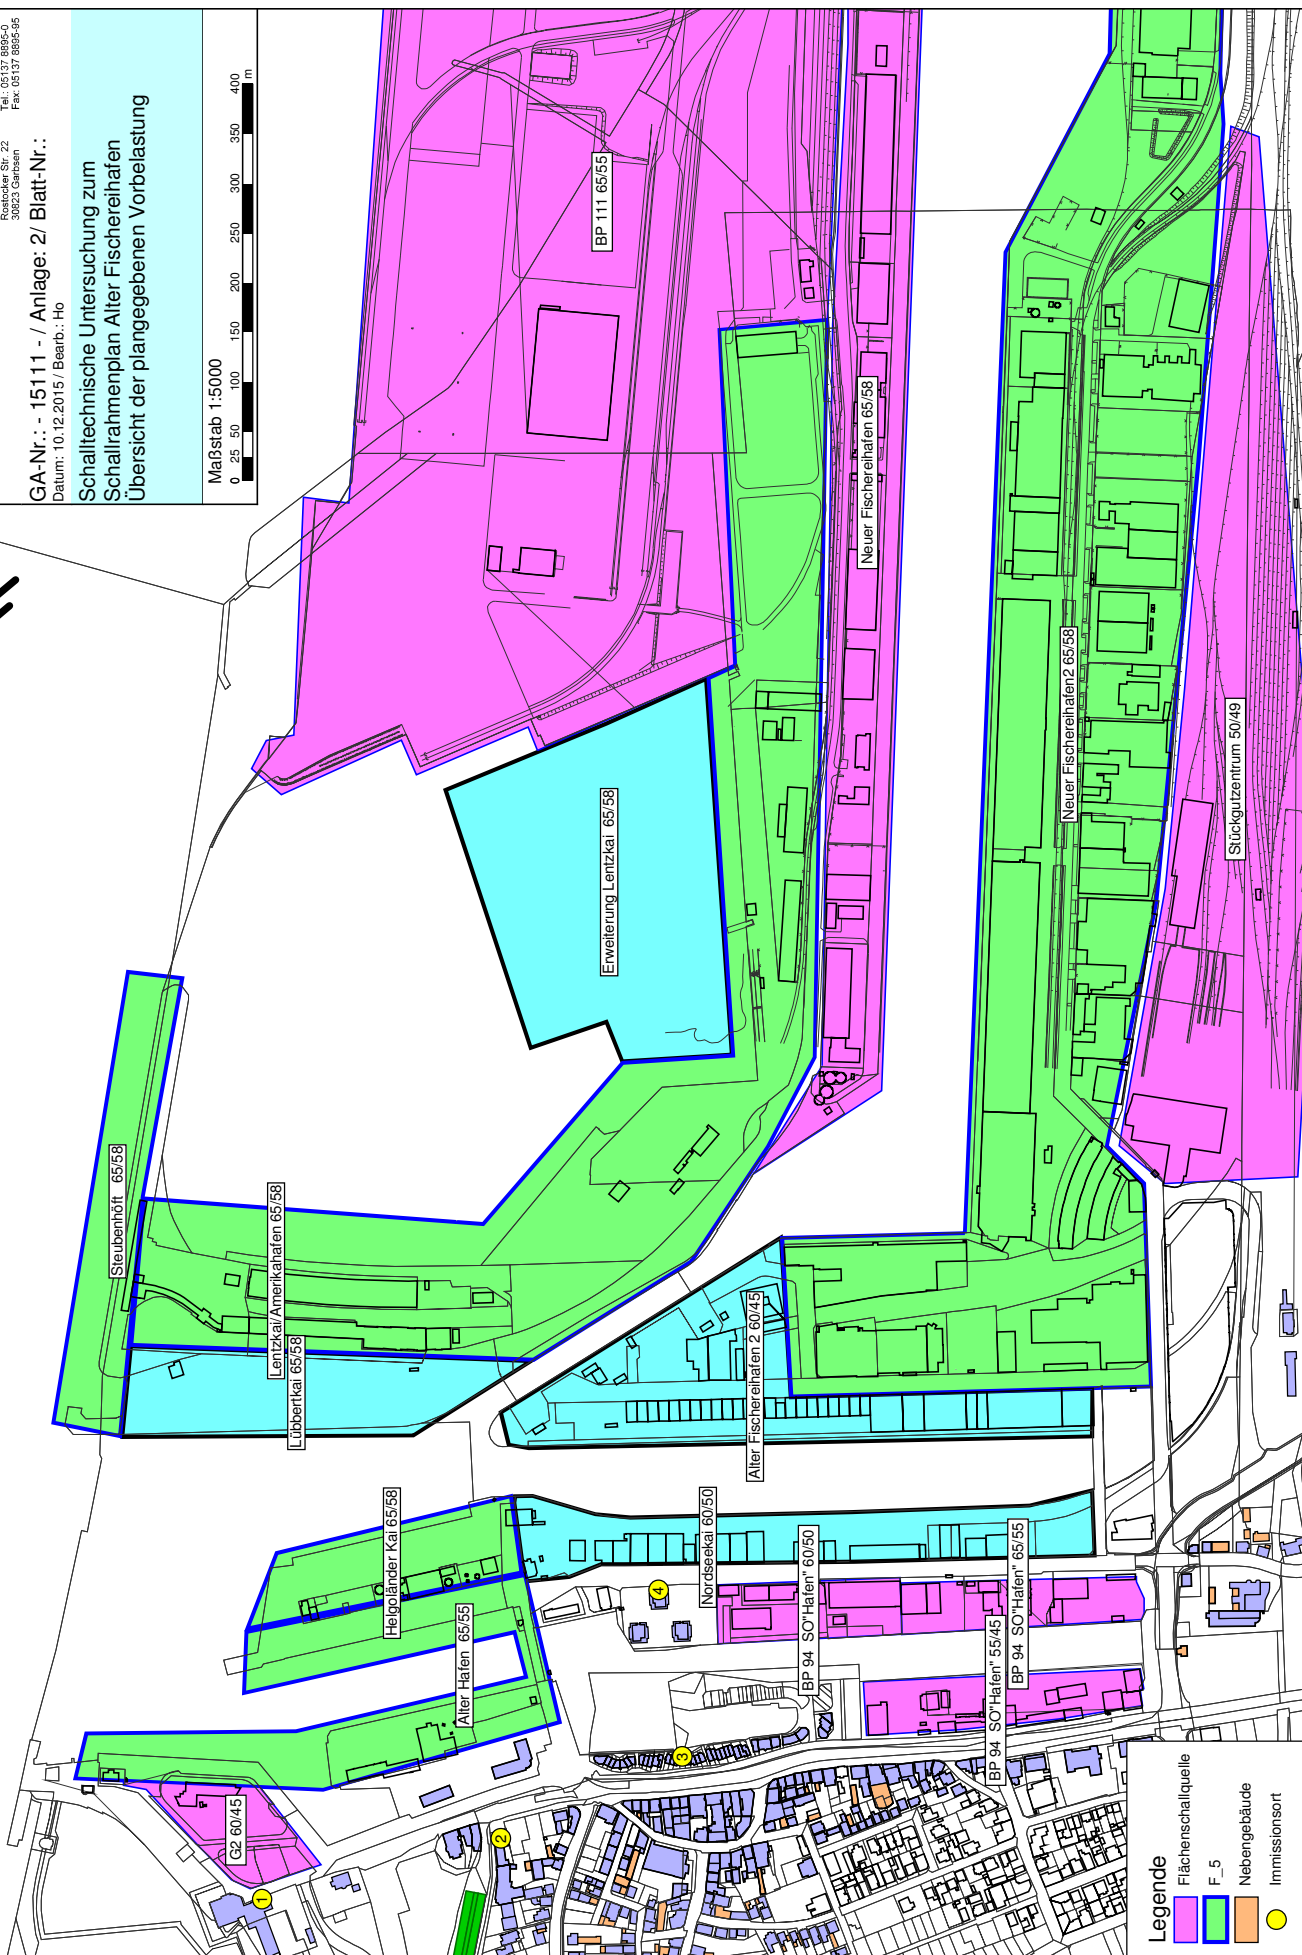 Rostocker Str. 22
30823 Garbsen
Tel.: 05137 8895-0
Fax: 05137 8895-95
GA-Nr.: - 15111 - / Anlage: 2/ Blatt-Nr.:
Datum: 10.12.2015 / Bearb.: Ho
Schalltechnische Untersuchung zum
Schallrahmenplan Alter Fischereihafen
Übersicht der plangegebenen Vorbelastung
Maßstab 1:5000
0 25 50 100 150 200 250 300 350 400
m
BP 111 65/55
Neuer Fischereihafen 65/58
Erweiterung Lentzkai 65/58
Neuer Fischereihafen2 65/58
Stückgutzentrum 50/49
Steubenhöft 65/58
Lentzkai/Amerikahafen 65/58
Lübbertkai 65/58
Alter Fischereihafen 2 60/45
Helgoländer Kai 65/58
Nordseekai 60/50
Alter Hafen 65/55
BP 94 SO"Hafen" 60/50
BP 94 SO"Hafen" 65/55
BP 94 SO"Hafen" 55/45
G2 60/45
1
2
3
4
Legende
Flächenschallquelle
F_5
Nebengebäude
Immissionsort